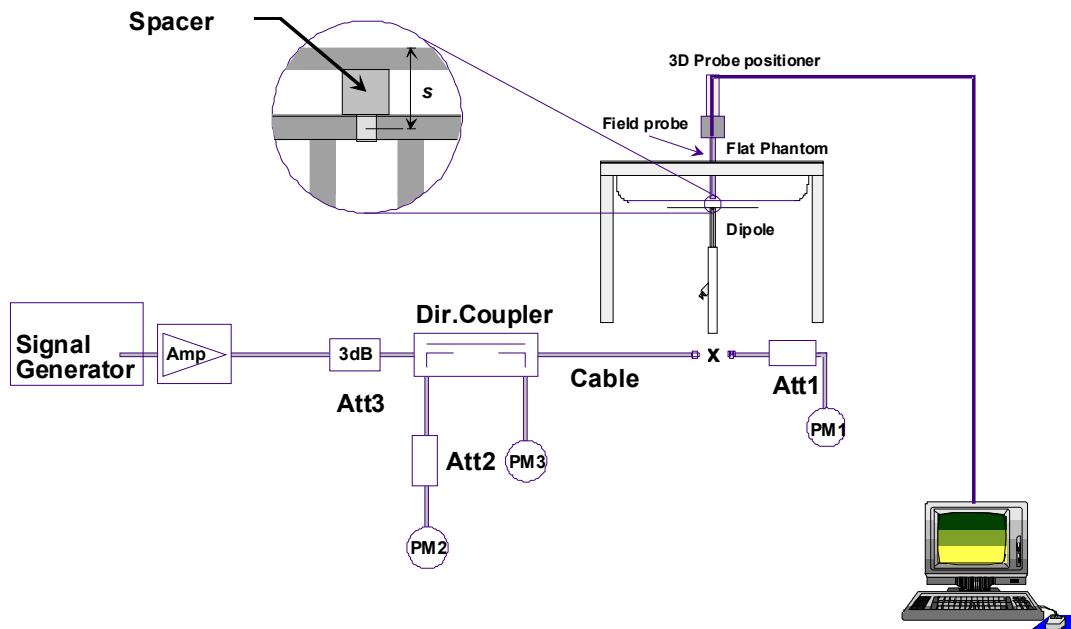 Spacer
s
3D Probe positioner
Field probe
Flat Phantom
Dipole
Dir.Coupler
Signal
Generator
Amp
3dB
Att3
Cable
x
Att1
PM1
Att2
PM3
PM2